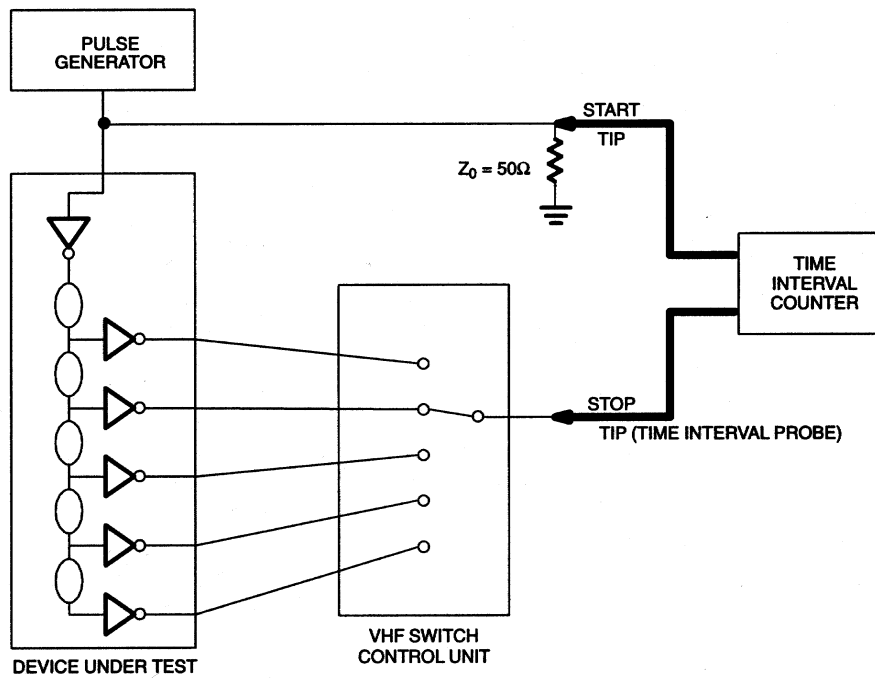 PULSE
GENERATOR
START
TIP
Z0 = 50Ω
TIME
INTERVAL
COUNTER
STOP
TIP (TIME INTERVAL PROBE)
VHF SWITCH
CONTROL UNIT
DEVICE UNDER TEST